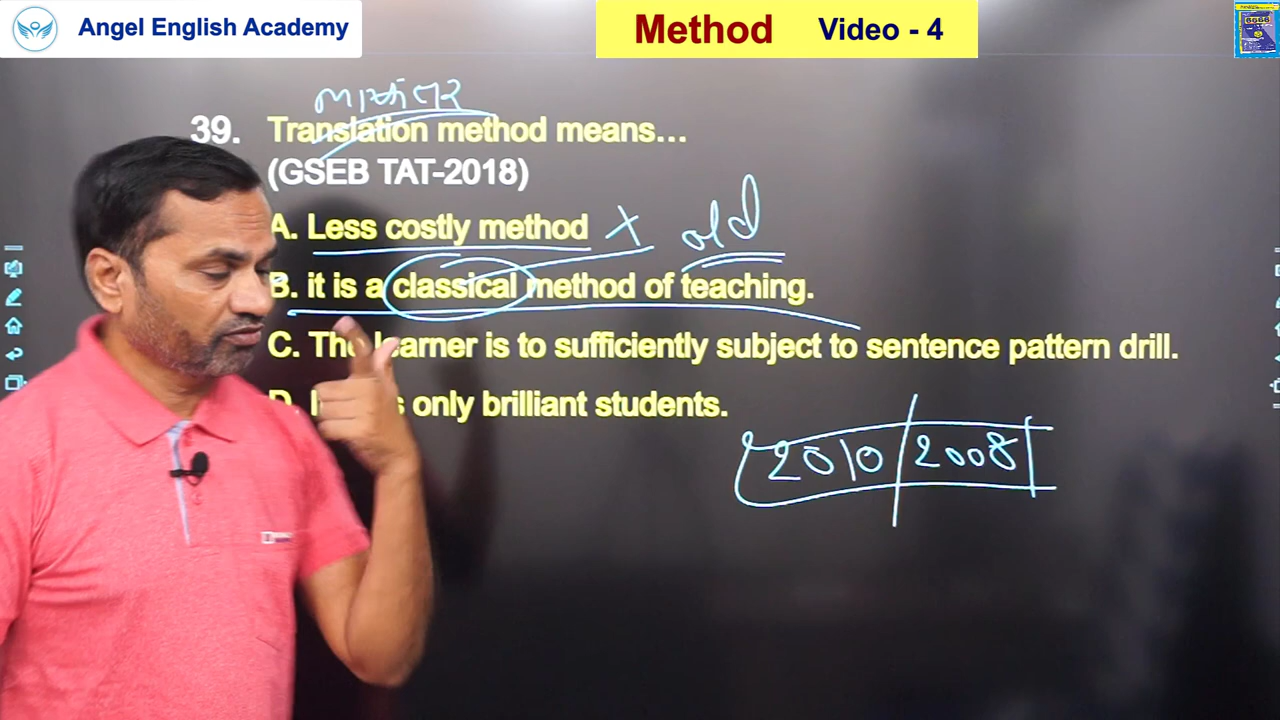 Angel English Academy
Method Video - 4
ભાષાંતર
39. Translation method means...
(GSEB TAT-2018)
A. Less costly method × old
B. it is a classical method of teaching.
C. The learner is to sufficiently subject to sentence pattern drill.
D. only brilliant students.
2010 2008